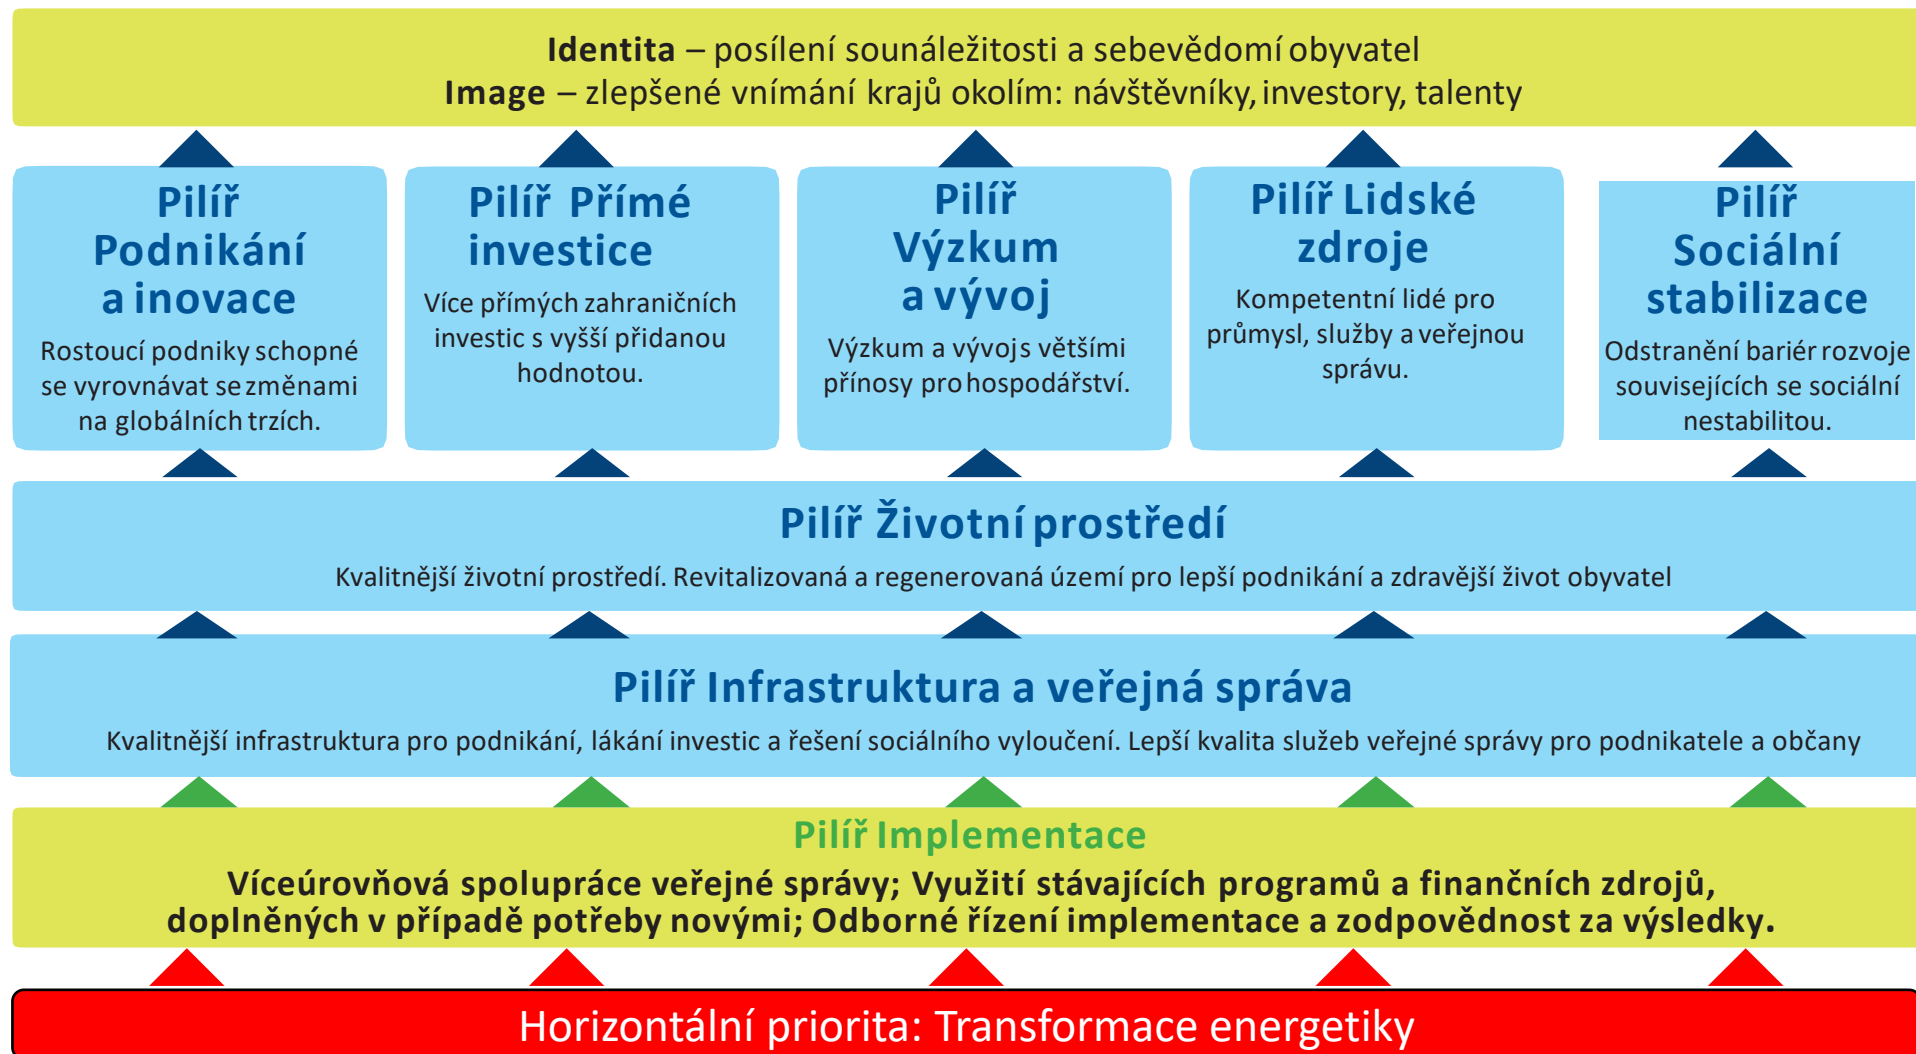 Identita – posílení sounáležitosti a sebevědomí obyvatel
Image – zlepšené vnímání krajů okolím: návštěvníky, investory, talenty
Pilíř
Podnikání
a inovace
Rostoucí podniky schopné
se vyrovnávat se změnami
na globálních trzích.
Pilíř Přímé
investice
Více přímých zahraničních
investic s vyšší přidanou
hodnotou.
Pilíř
Výzkum
a vývoj
Výzkum a vývoj s většími
přínosy pro hospodářství.
Pilíř Lidské
zdroje
Kompetentní lidé pro
průmysl, služby a veřejnou
správu.
Pilíř
Sociální
stabilizace
Odstranění bariér rozvoje
souvisejících se sociální
nestabilitou.
Pilíř Životní prostředí
Kvalitnější životní prostředí. Revitalizovaná a regenerovaná území pro lepší podnikání a zdravější život obyvatel
Pilíř Infrastruktura a veřejná správa
Kvalitnější infrastruktura pro podnikání, lákání investic a řešení sociálního vyloučení. Lepší kvalita služeb veřejné správy pro podnikatele a občany
Pilíř Implementace
Víceúrovňová spolupráce veřejné správy; Využití stávajících programů a finančních zdrojů,
doplněných v případě potřeby novými; Odborné řízení implementace a zodpovědnost za výsledky.
Horizontální priorita: Transformace energetiky